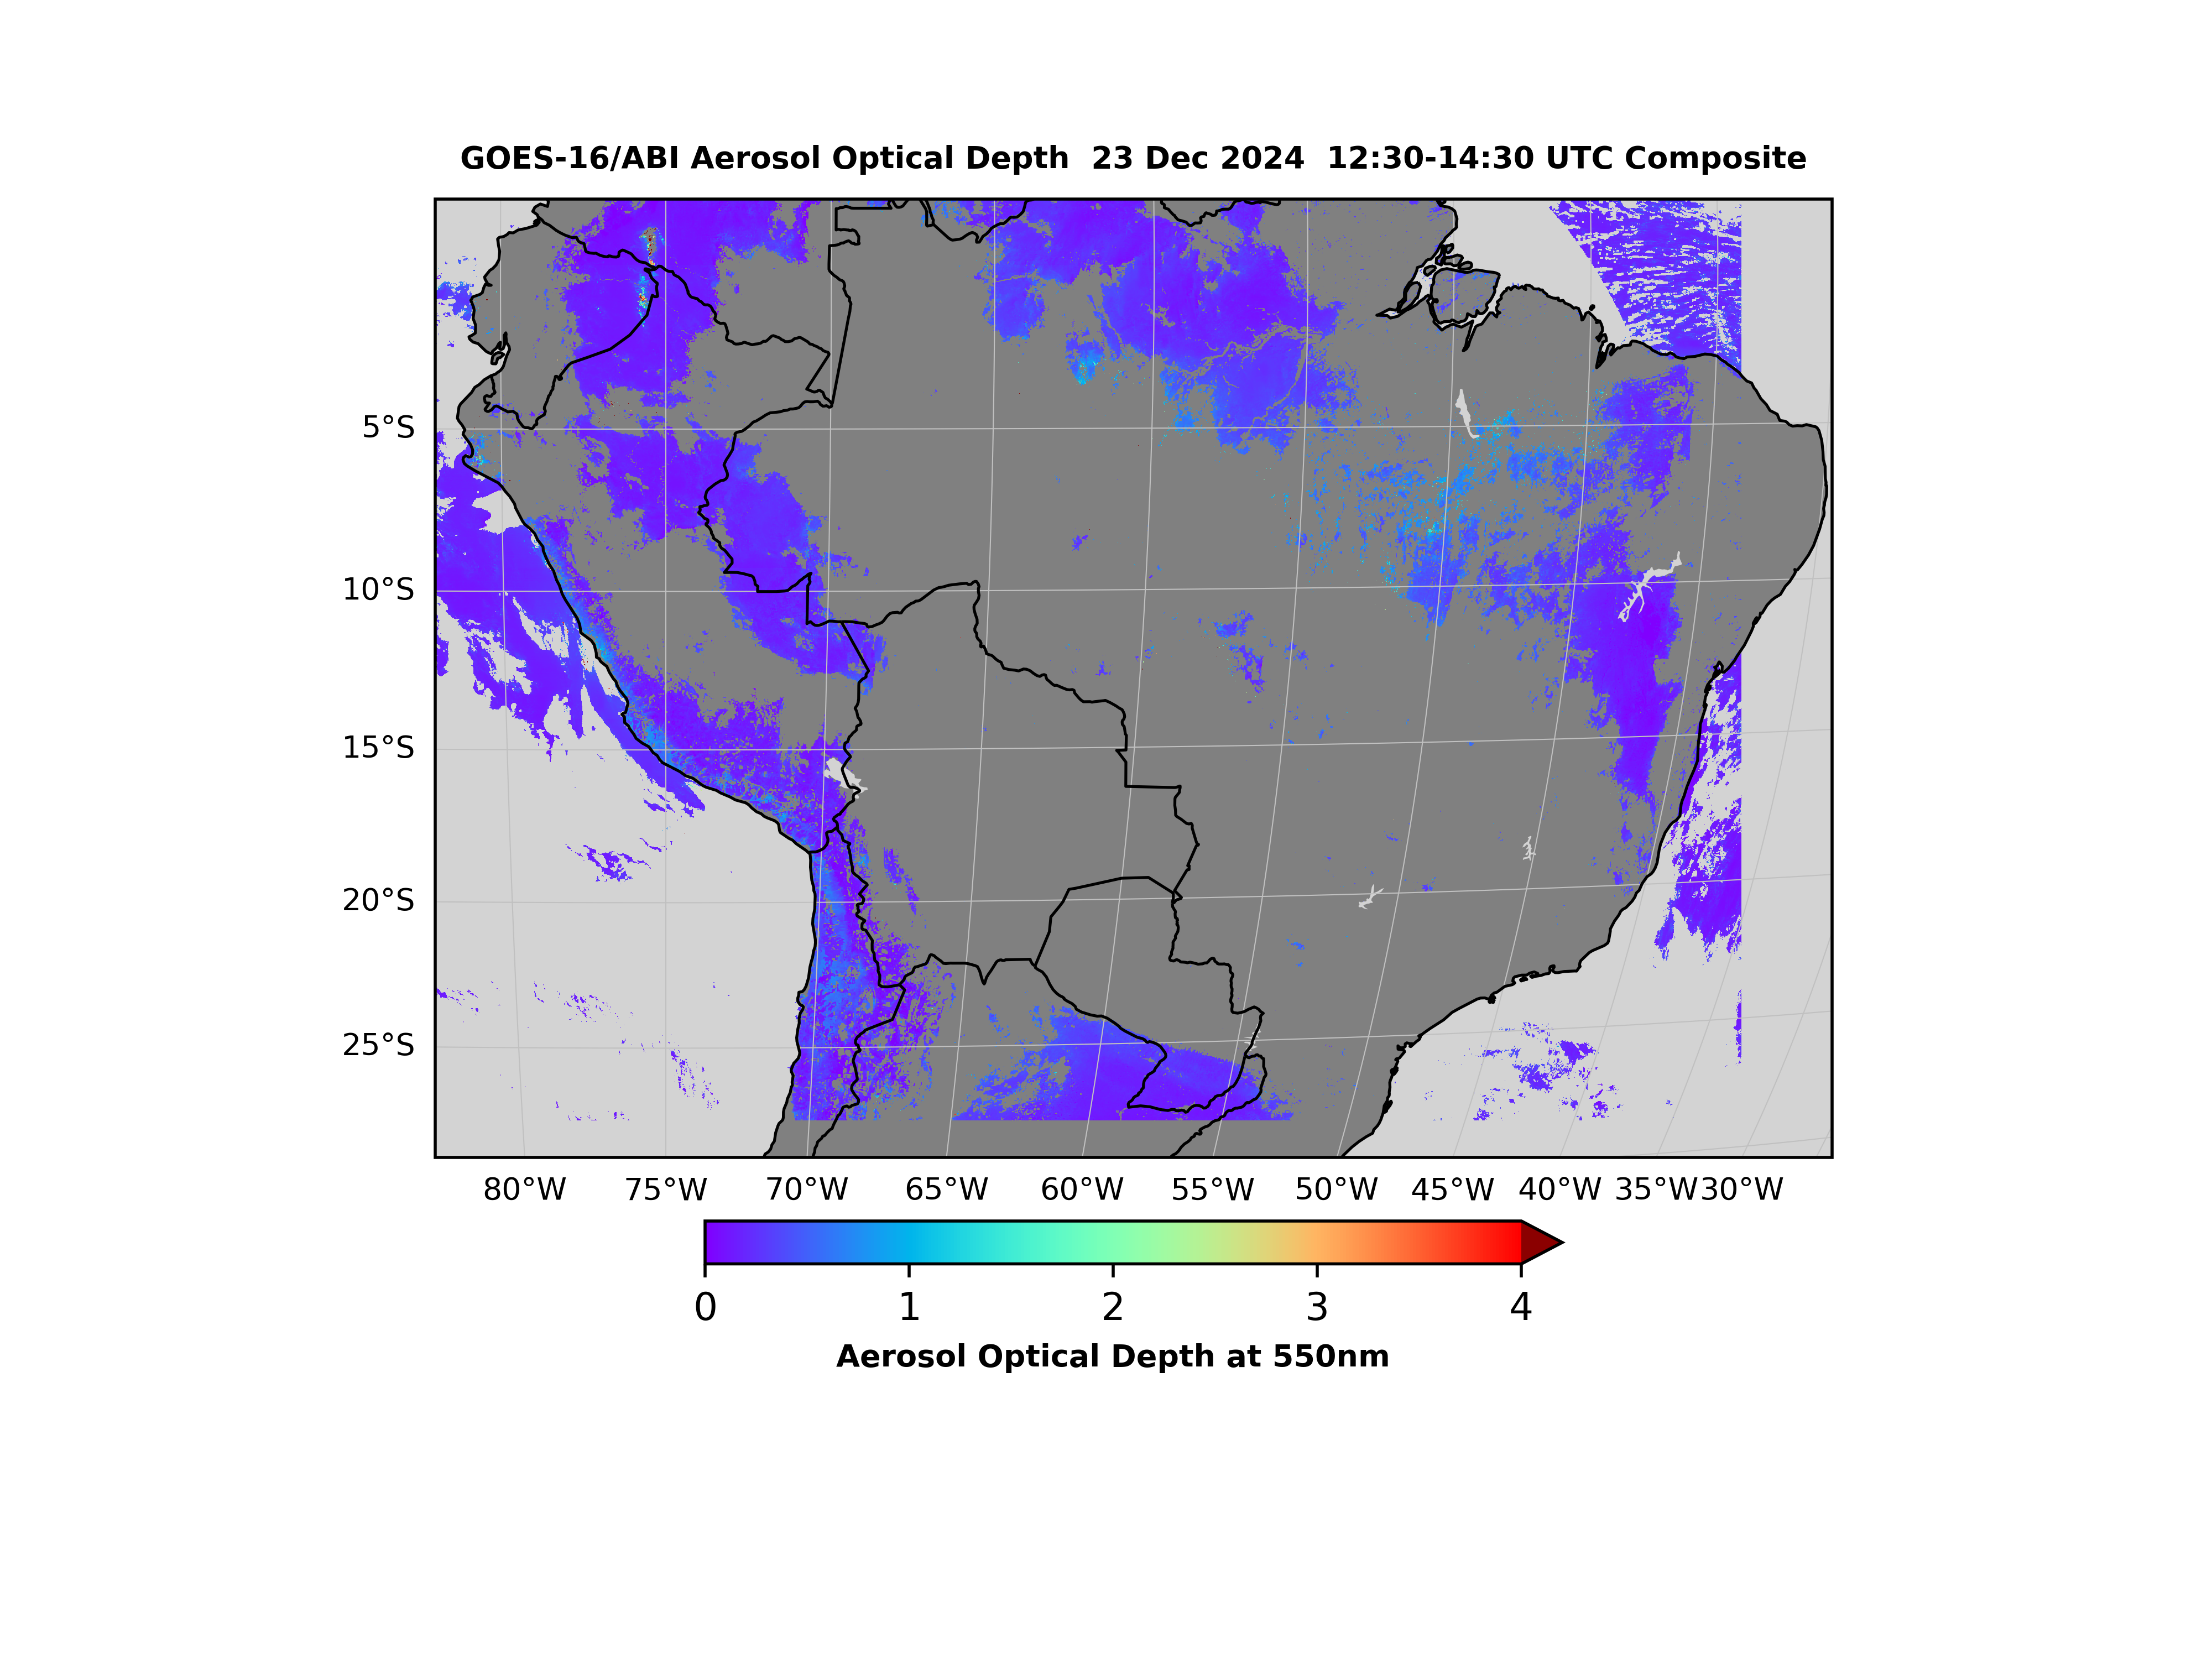 GOES-16/ABI Aerosol Optical Depth  23 Dec 2024  12:30-14:30 UTC Composite
5°S
10°S
15°S
20°S
25°S
80°W 75°W 70°W 65°W 60°W 55°W 50°W 45°W 40°W 35°W 30°W
0 1 2 3 4
Aerosol Optical Depth at 550nm